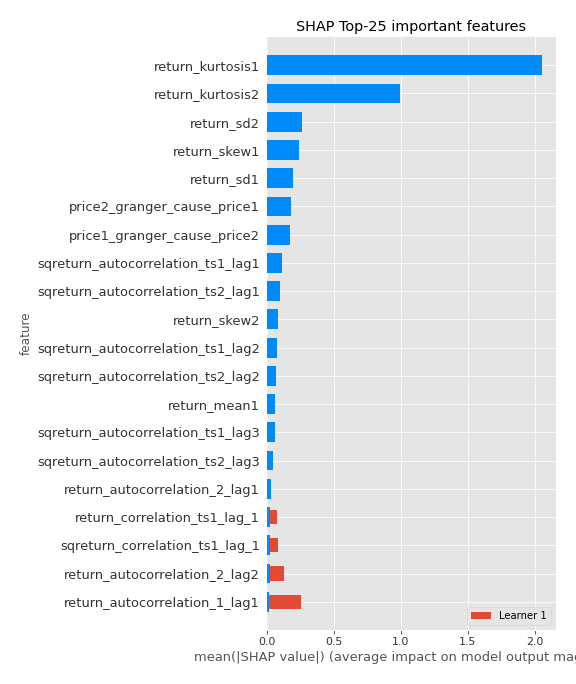 SHAP Top-25 important features
return_kurtosis1
return_kurtosis2
return_sd2
return_skew1
return_sd1
price2_granger_cause_price1
price1_granger_cause_price2
sqreturn_autocorrelation_ts1_lag1
sqreturn_autocorrelation_ts2_lag1
return_skew2
sqreturn_autocorrelation_ts1_lag2
sqreturn_autocorrelation_ts2_lag2
return_mean1
sqreturn_autocorrelation_ts1_lag3
sqreturn_autocorrelation_ts2_lag3
return_autocorrelation_2_lag1
return_correlation_ts1_lag_1
sqreturn_correlation_ts1_lag_1
return_autocorrelation_2_lag2
return_autocorrelation_1_lag1
feature
Learner 1
0.0 0.5 1.0 1.5 2.0
mean(|SHAP value|) (average impact on model output mag